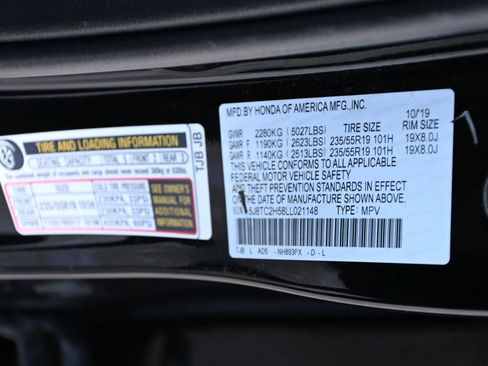 TIRE AND LOADING INFORMATION
SEATING CAPACITY TOTAL FRONT REAR
TIRE SIZE COLD TIRE PRESSURE
SEE OWNER'S
MANUAL FOR
ADDITIONAL
INFORMATION
TJB JB
MFD BY HONDA OF AMERICA MFG.,INC. 10/19
GVWR 2280KG (5027LBS) TIRE SIZE RIM SIZE
GAWR F 1190KG (2623LBS) 235/55R19 101H 19X8.0J
GAWR R 1140KG (2513LBS) 235/55R19 101H 19X8.0J
THIS VEHICLE CONFORMS TO ALL APPLICABLE
FEDERAL MOTOR VEHICLE SAFETY
AND THEFT PREVENTION STANDARDS IN EFFECT
ON THE DATE OF MANUFACTURE SHOWN ABOVE.
5J8TC2H58LL021148 TYPE: MPV
TJB L AD5 -NH893PX -D -L